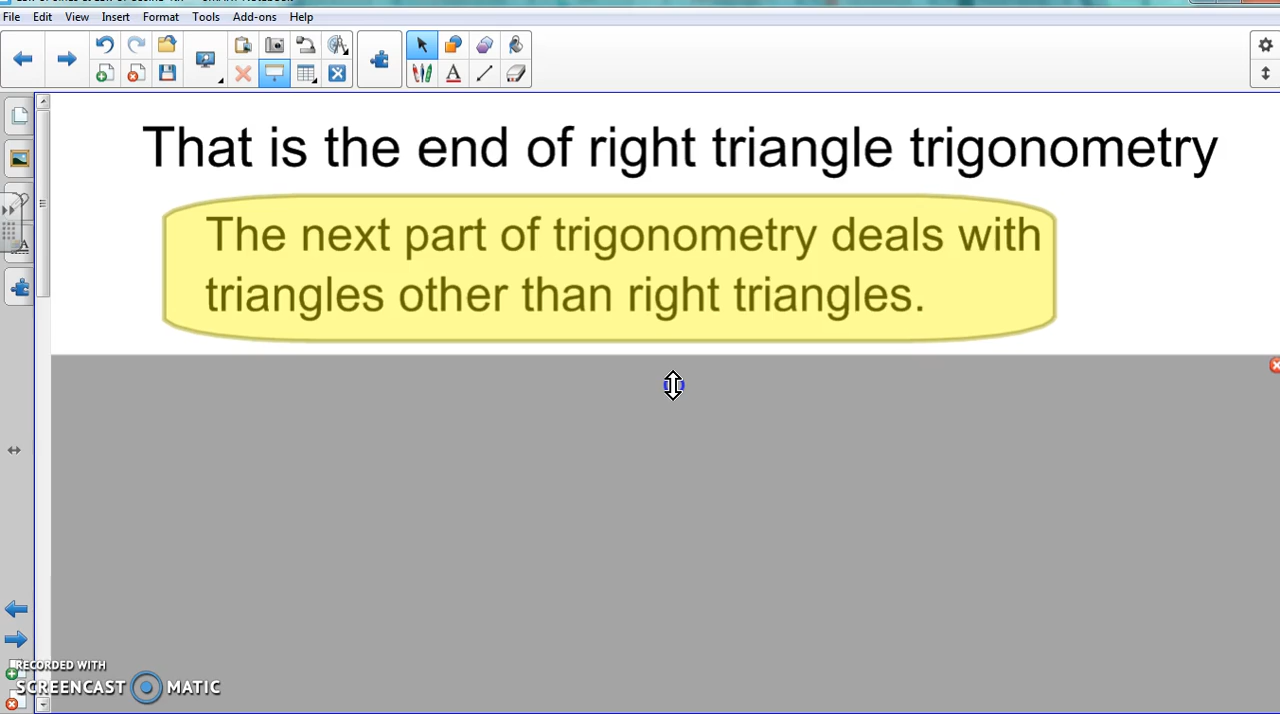 File Edit View Insert Format Tools Add-ons Help
That is the end of right triangle trigonometry
The next part of trigonometry deals with
triangles other than right triangles.
RECORDED WITH
SCREENCAST MATIC